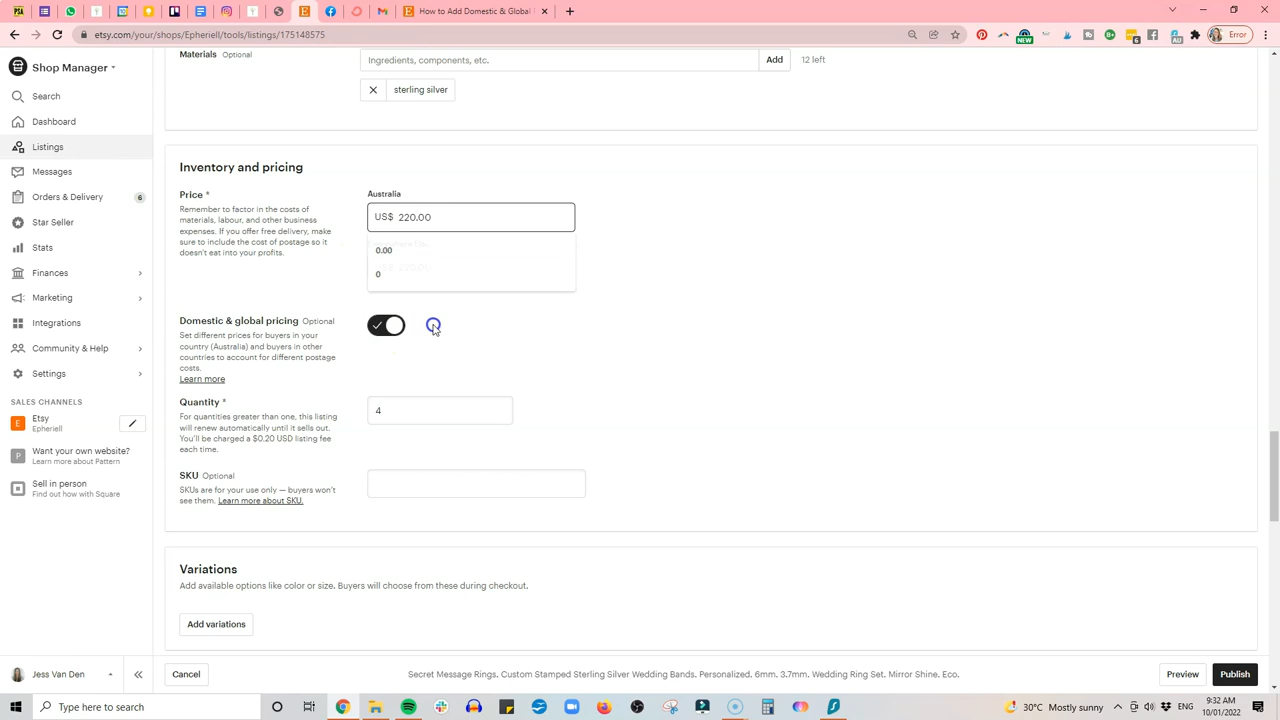 How to Add Domestic & Global
etsy.com/your/shops/Epheriell/tools/listings/175148575
Error
Shop Manager
Search
Dashboard
Listings
Messages
Orders & Delivery 6
Star Seller
Stats
Finances
Marketing
Integrations
Community & Help
Settings
SALES CHANNELS
Etsy
Epheriell
Want your own website?
Learn more about Pattern
Sell in person
Find out how with Square
Jess Van Den
Materials Optional
Ingredients, components, etc.
Add
12 left
sterling silver
Inventory and pricing
Price *
Remember to factor in the costs of
materials, labour, and other business
expenses. If you offer free delivery, make
sure to include the cost of postage so it
doesn't eat into your profits.
Australia
US$ 220.00
0.00
US$ 220.00
0
Domestic & global pricing Optional
Set different prices for buyers in your
country (Australia) and buyers in other
countries to account for different postage
costs.
Learn more
Quantity *
For quantities greater than one, this listing
will renew automatically until it sells out.
You'll be charged a $0.20 USD listing fee
each time.
4
SKU Optional
SKUs are for your use only — buyers won't
see them. Learn more about SKU.
Variations
Add available options like color or size. Buyers will choose from these during checkout.
Add variations
Cancel
Secret Message Rings. Custom Stamped Sterling Silver Wedding Bands. Personalized. 6mm. 3.7mm. Wedding Ring Set. Mirror Shine. Eco.
Preview
Publish
Type here to search
30°C Mostly sunny
ENG
9:32 AM
10/01/2022